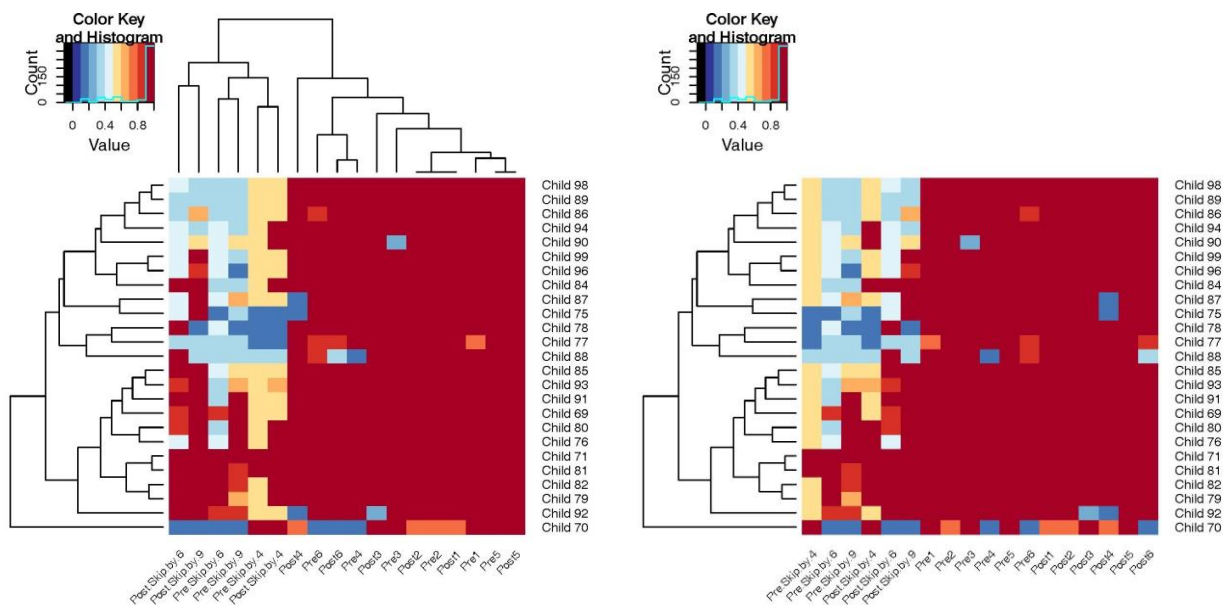 Color Key
and Histogram
Count
0 150
0 0.4 0.8
Value
Child 98
Child 89
Child 86
Child 94
Child 90
Child 99
Child 96
Child 84
Child 87
Child 75
Child 78
Child 77
Child 88
Child 85
Child 93
Child 91
Child 69
Child 80
Child 76
Child 71
Child 81
Child 82
Child 79
Child 92
Child 70
Post Skip.by.6
Post Skip.by.9
Pre Skip.by.6
Pre Skip.by.9
Pre Skip.by.4
Post Skip.by.4
Post4
Pre6
Post6
Pre4
Post3
Pre3
Post2
Pre2
Post1
Pre1
Pre5
Post5
Color Key
and Histogram
Count
0 150
0 0.4 0.8
Value
Child 98
Child 89
Child 86
Child 94
Child 90
Child 99
Child 96
Child 84
Child 87
Child 75
Child 78
Child 77
Child 88
Child 85
Child 93
Child 91
Child 69
Child 80
Child 76
Child 71
Child 81
Child 82
Child 79
Child 92
Child 70
Pre Skip.by.4
Pre Skip.by.6
Pre Skip.by.9
Post Skip.by.4
Post Skip.by.6
Post Skip.by.9
Pre1
Pre2
Pre3
Pre4
Pre5
Pre6
Post1
Post2
Post3
Post4
Post5
Post6